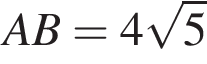 AB = 4√5